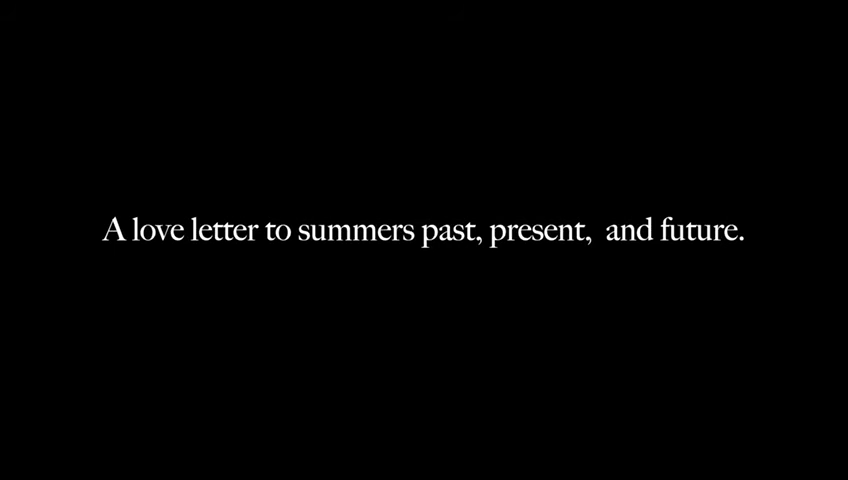 A love letter to summers past, present,  and future.